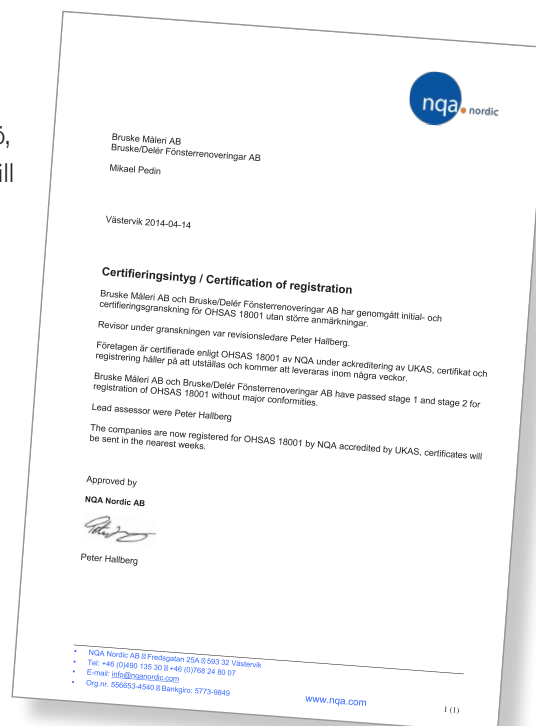 ö,
ill
nqa. nordic
Bruske Måleri AB
Bruske/Delér Fönsterrenoveringar AB
Mikael Pedin
Västervik 2014-04-14
Certifieringsintyg / Certification of registration
Bruske Måleri AB och Bruske/Delér Fönsterrenoveringar AB har genomgått initial- och
certifieringsgranskning för OHSAS 18001 utan större anmärkningar.
Revisor under granskningen var revisionsledare Peter Hallberg.
Företagen är certifierade enligt OHSAS 18001 av NQA under ackreditering av UKAS, certifikat och
registrering håller på att utställas och kommer att leveraras inom några veckor.
Bruske Måleri AB och Bruske/Delér Fönsterrenoveringar AB have passed stage 1 and stage 2 for
registration of OHSAS 18001 without major conformities.
Lead assessor were Peter Hallberg
The companies are now registered for OHSAS 18001 by NQA accredited by UKAS, certificates will
be sent in the nearest weeks.
Approved by
NQA Nordic AB
Peter Hallberg
• NQA Nordic AB Fredsgatan 25A 593 32 Västervik
• Tel: +46 (0)490 135 30 +46 (0)768 24 80 07
• E-mail: info@nqanordic.com
• Org.nr. 556653-4540 Bankgiro: 5773-9849
www.nqa.com
1 (1)